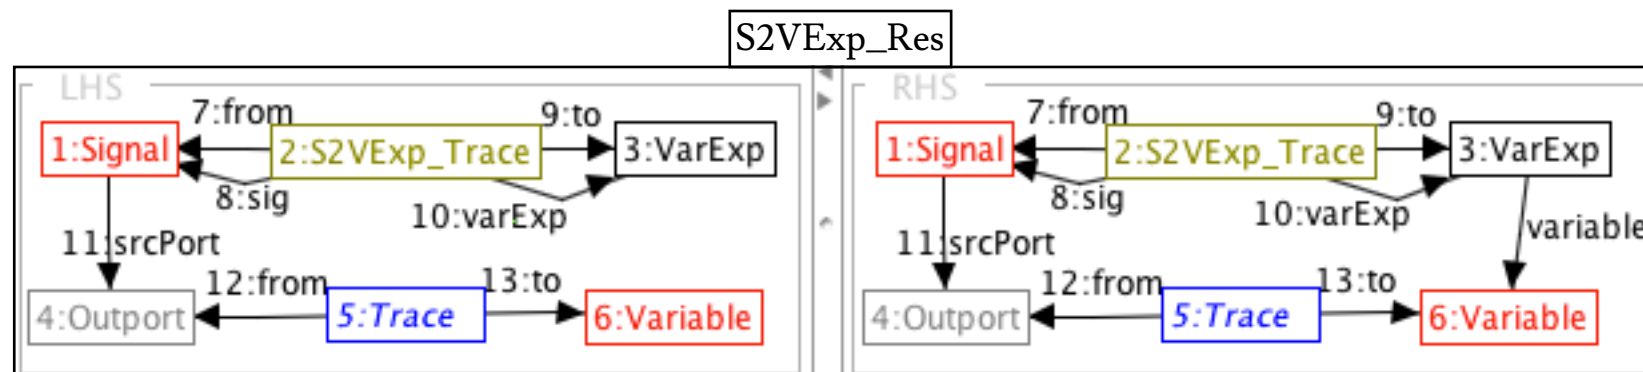 S2VExp_Res
LHS
7:from
9:to
1:Signal
2:S2VExp_Trace
3:VarExp
8:sig
10:varExp
11:srcPort
12:from
13:to
4:Outport
5:Trace
6:Variable
RHS
7:from
9:to
1:Signal
2:S2VExp_Trace
3:VarExp
8:sig
10:varExp
variable
11:srcPort
12:from
13:to
4:Outport
5:Trace
6:Variable